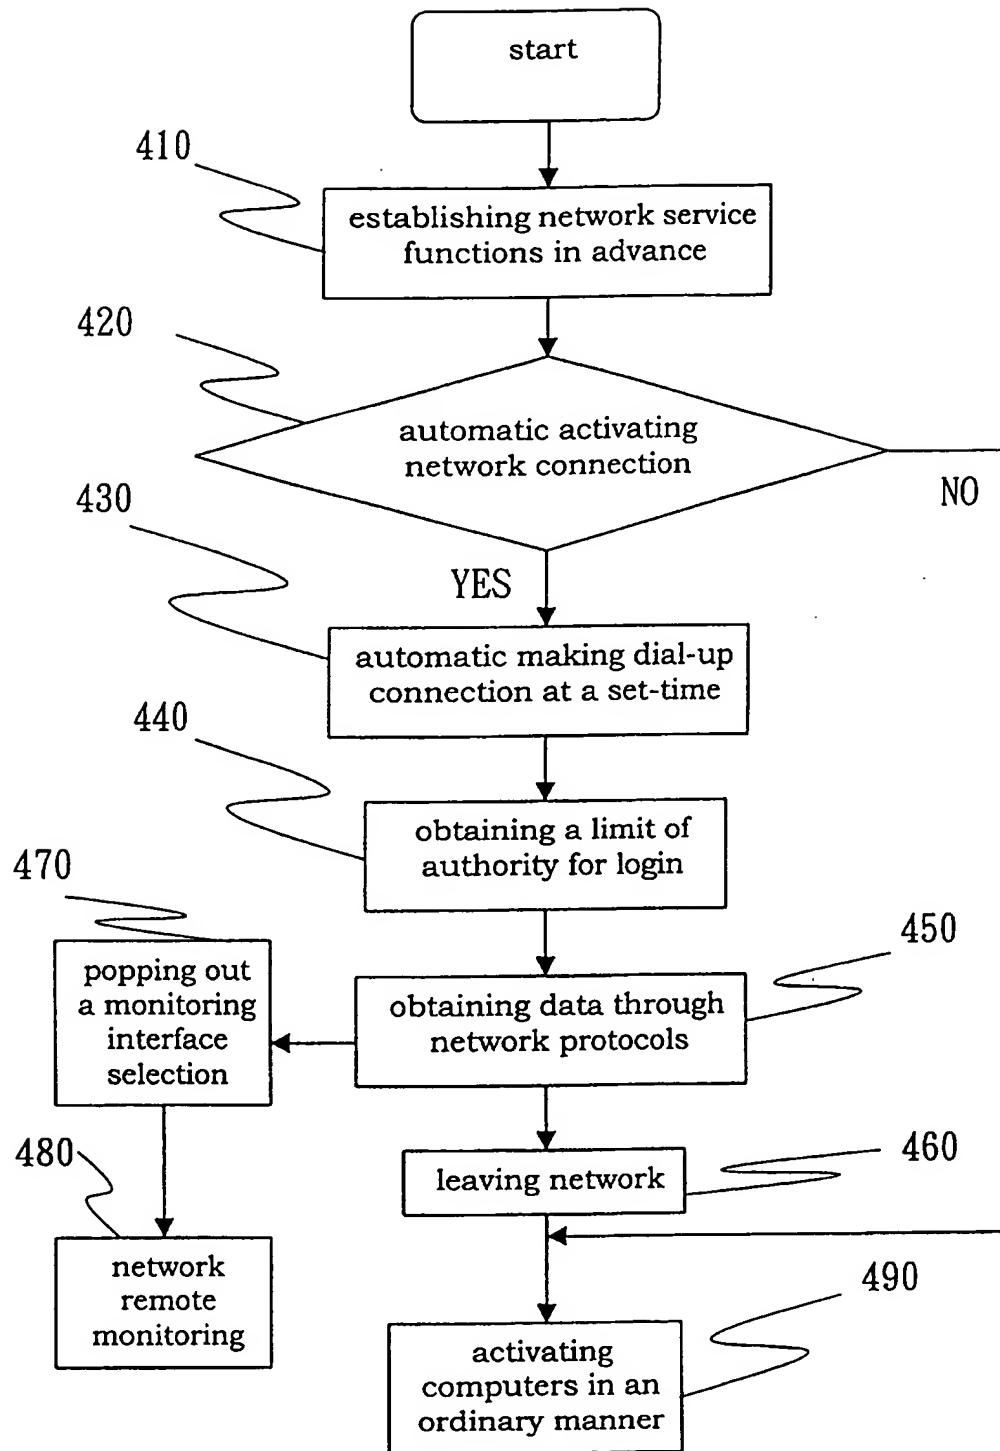 start
410
establishing network service
functions in advance
420
automatic activating
network connection
NO
430
YES
automatic making dial-up
connection at a set-time
440
obtaining a limit of
authority for login
470
popping out
a monitoring
interface
selection
450
obtaining data through
network protocols
480
network
remote
monitoring
460
leaving network
490
activating
computers in an
ordinary manner